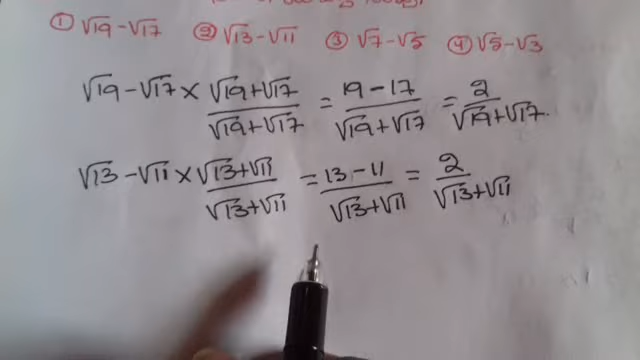 ① √19-√17 ② √13-√11 ③ √7-√5 ④ √5-√3
√19-√17 × (√19+√17)/(√19+√17) = (19-17)/(√19+√17) = 2/(√19+√17).
√13-√11 × (√13+√11)/(√13+√11) = (13-11)/(√13+√11) = 2/(√13+√11)